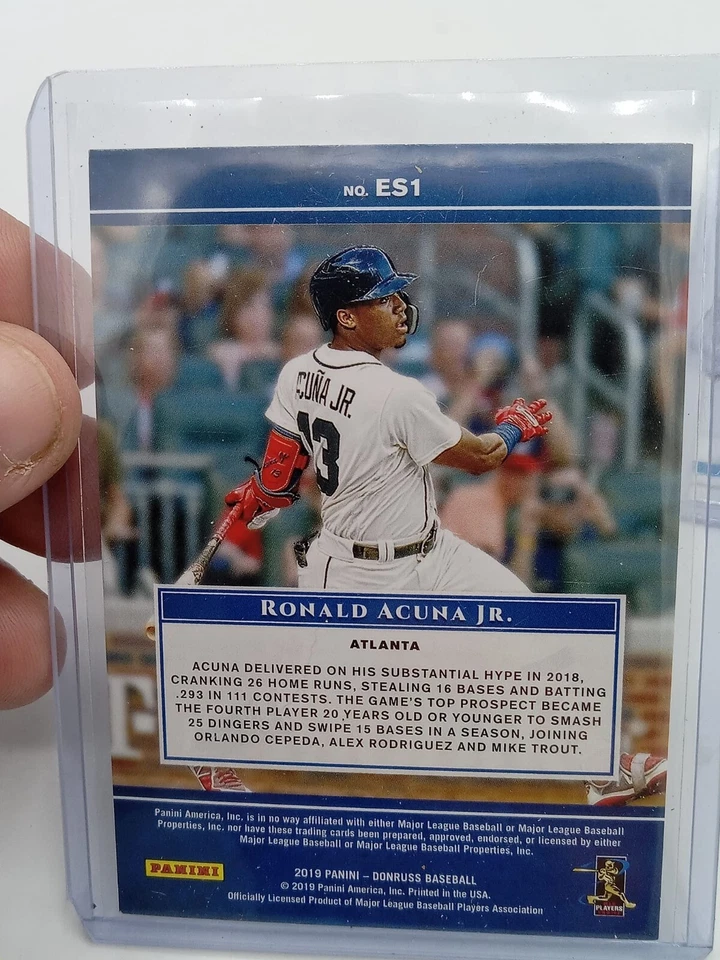 NO. ES1
ACUÑA JR.
13
13
RONALD ACUNA JR.
ATLANTA
ACUNA DELIVERED ON HIS SUBSTANTIAL HYPE IN 2018,
CRANKING 26 HOME RUNS, STEALING 16 BASES AND BATTING
.293 IN 111 CONTESTS. THE GAME'S TOP PROSPECT BECAME
THE FOURTH PLAYER 20 YEARS OLD OR YOUNGER TO SMASH
25 DINGERS AND SWIPE 15 BASES IN A SEASON, JOINING
ORLANDO CEPEDA, ALEX RODRIGUEZ AND MIKE TROUT.
Panini America, Inc. is in no way affiliated with either Major League Baseball or Major League Baseball
Properties, Inc. nor have these trading cards been prepared, approved, endorsed, or licensed by either
Major League Baseball or Major League Baseball Properties, Inc.
PANINI
2019 PANINI – DONRUSS BASEBALL
© 2019 Panini America, Inc. Printed in the USA.
Officially Licensed Product of Major League Baseball Players Association
PLAYERS